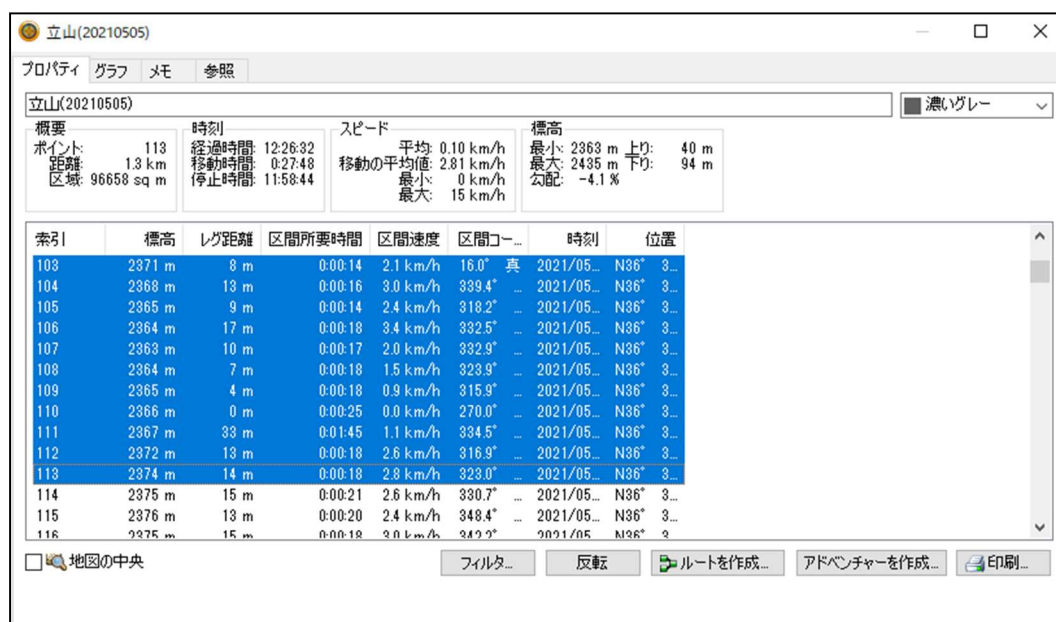 立山(20210505)
プロパティ グラフ メモ 参照
立山(20210505) 濃いグレー
概要 時刻 スピード 標高
ポイント: 113 経過時間: 12:26:32 平均: 0.10 km/h 最小: 2363 m 上り: 40 m
距離: 1.3 km 移動時間: 0:27:48 移動の平均値: 2.81 km/h 最大: 2435 m 下り: 94 m
区域: 96658 sq m 停止時間: 11:58:44 最小: 0 km/h 勾配: -4.1 %
最大: 15 km/h
索引 標高 レグ距離 区間所要時間 区間速度 区間コー... 時刻 位置
103 2371 m 8 m 0:00:14 2.1 km/h 16.0° 真 2021/05... N36° 3...
104 2368 m 13 m 0:00:16 3.0 km/h 339.4° ... 2021/05... N36° 3...
105 2365 m 9 m 0:00:14 2.4 km/h 318.2° ... 2021/05... N36° 3...
106 2364 m 17 m 0:00:18 3.4 km/h 332.5° ... 2021/05... N36° 3...
107 2363 m 10 m 0:00:17 2.0 km/h 332.9° ... 2021/05... N36° 3...
108 2364 m 7 m 0:00:18 1.5 km/h 323.9° ... 2021/05... N36° 3...
109 2365 m 4 m 0:00:18 0.9 km/h 315.9° ... 2021/05... N36° 3...
110 2366 m 0 m 0:00:25 0.0 km/h 270.0° ... 2021/05... N36° 3...
111 2367 m 33 m 0:01:45 1.1 km/h 334.5° ... 2021/05... N36° 3...
112 2372 m 13 m 0:00:18 2.6 km/h 316.9° ... 2021/05... N36° 3...
113 2374 m 14 m 0:00:18 2.8 km/h 323.0° ... 2021/05... N36° 3...
114 2375 m 15 m 0:00:21 2.6 km/h 330.7° ... 2021/05... N36° 3...
115 2376 m 13 m 0:00:20 2.4 km/h 348.4° ... 2021/05... N36° 3...
116 2375 m 15 m 0:00:18 3.0 km/h 342.2° ... 2021/05... N36° 3...
地図の中央 フィルタ... 反転 ルートを作成... アドベンチャーを作成... 印刷...